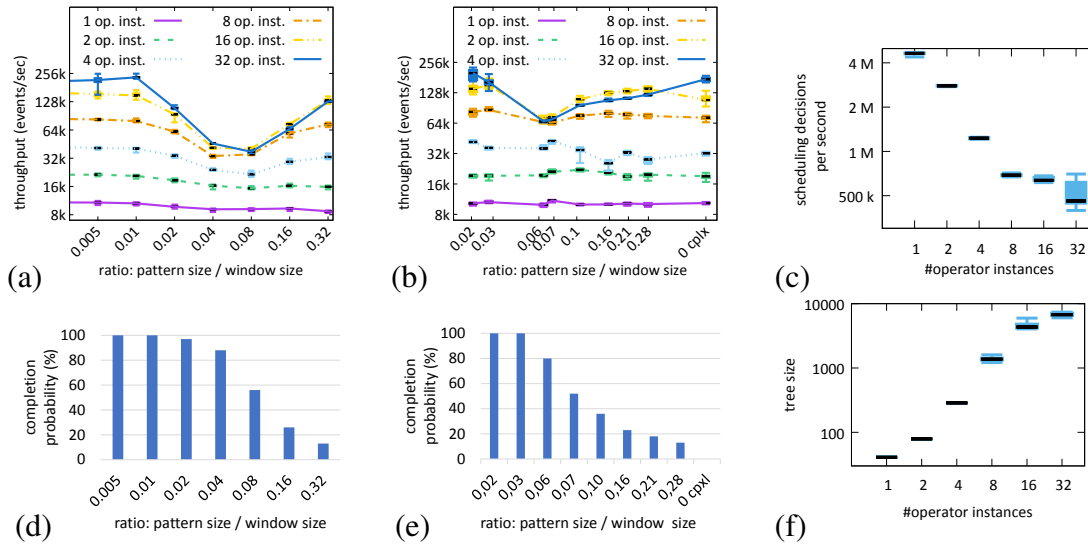 1 op. inst.
2 op. inst.
4 op. inst.
8 op. inst.
16 op. inst.
32 op. inst.
throughput (events/sec)
256k
128k
64k
32k
16k
8k
0.005
0.01
0.02
0.04
0.08
0.16
0.32
ratio: pattern size / window size
(a)
1 op. inst.
2 op. inst.
4 op. inst.
8 op. inst.
16 op. inst.
32 op. inst.
throughput (events/sec)
256k
128k
64k
32k
16k
8k
0.02
0.03
0.06
0.07
0.1
0.16
0.21
0.28
0 cplx
ratio: pattern size / window size
(b)
scheduling decisions
per second
4 M
2 M
1 M
500 k
1 2 4 8 16 32
#operator instances
(c)
completion
probability (%)
100
80
60
40
20
0
0.005
0.01
0.02
0.04
0.08
0.16
0.32
ratio: pattern size / window size
(d)
completion
probability (%)
100
80
60
40
20
0
0,02
0,03
0,06
0,07
0,10
0,16
0,21
0,28
0 cpxl
ratio: pattern size / window size
(e)
tree size
10000
1000
100
1 2 4 8 16 32
#operator instances
(f)